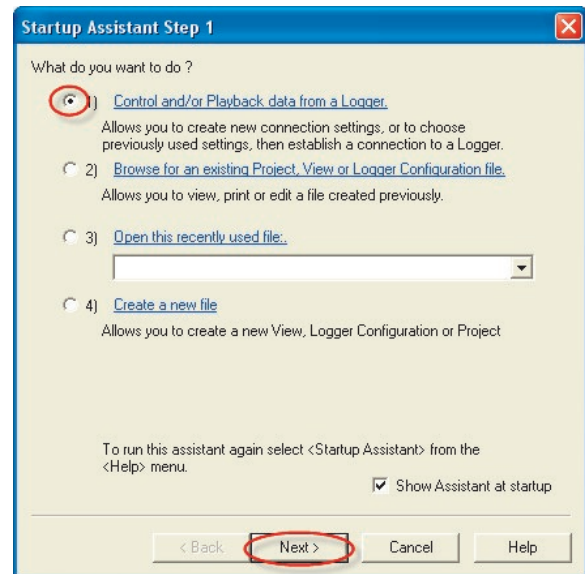 Startup Assistant Step 1
What do you want to do ?
1) Control and/or Playback data from a Logger.
Allows you to create new connection settings, or to choose
previously used settings, then establish a connection to a Logger.
2) Browse for an existing Project, View or Logger Configuration file.
Allows you to view, print or edit a file created previously.
3) Open this recently used file:.
4) Create a new file
Allows you to create a new View, Logger Configuration or Project
To run this assistant again select <Startup Assistant> from the
<Help> menu.
Show Assistant at startup
< Back Next > Cancel Help